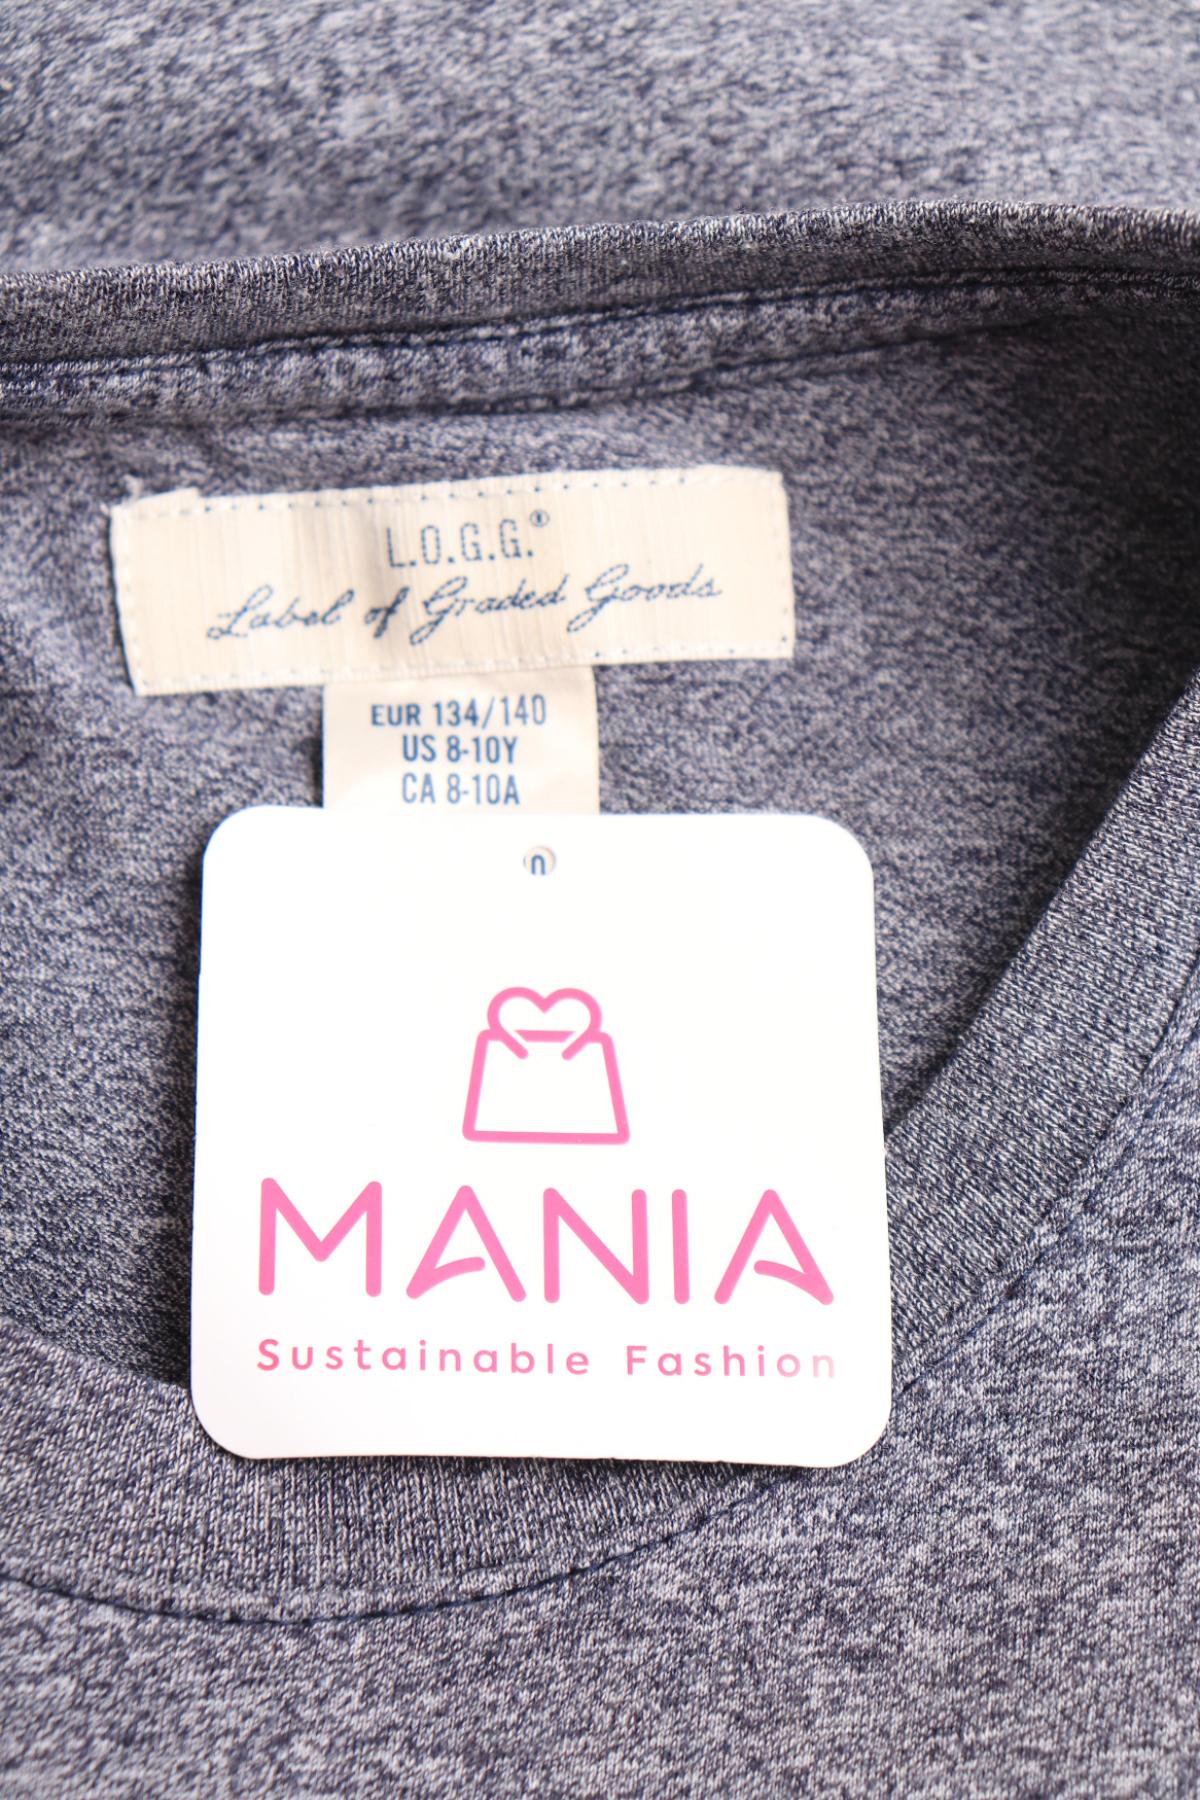 L.O.G.G.®
Label of Graded Goods
EUR 134/140
US 8-10Y
CA 8-10A
MANIA
Sustainable Fashion